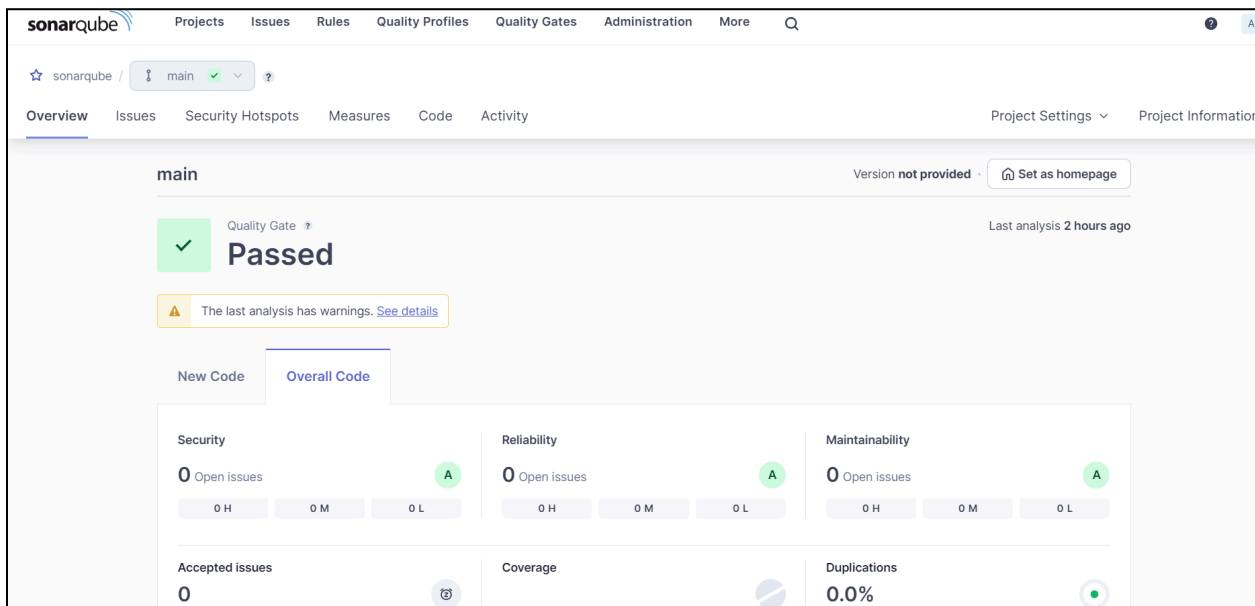 sonarqube Projects Issues Rules Quality Profiles Quality Gates Administration More ? A
sonarqube / main ?
Overview Issues Security Hotspots Measures Code Activity Project Settings Project Information
main Version not provided · Set as homepage
Quality Gate ? Last analysis 2 hours ago
Passed
The last analysis has warnings. See details
New Code Overall Code
Security Reliability Maintainability
0 Open issues A 0 Open issues A 0 Open issues A
0 H 0 M 0 L 0 H 0 M 0 L 0 H 0 M 0 L
Accepted issues Coverage Duplications
0 0.0%